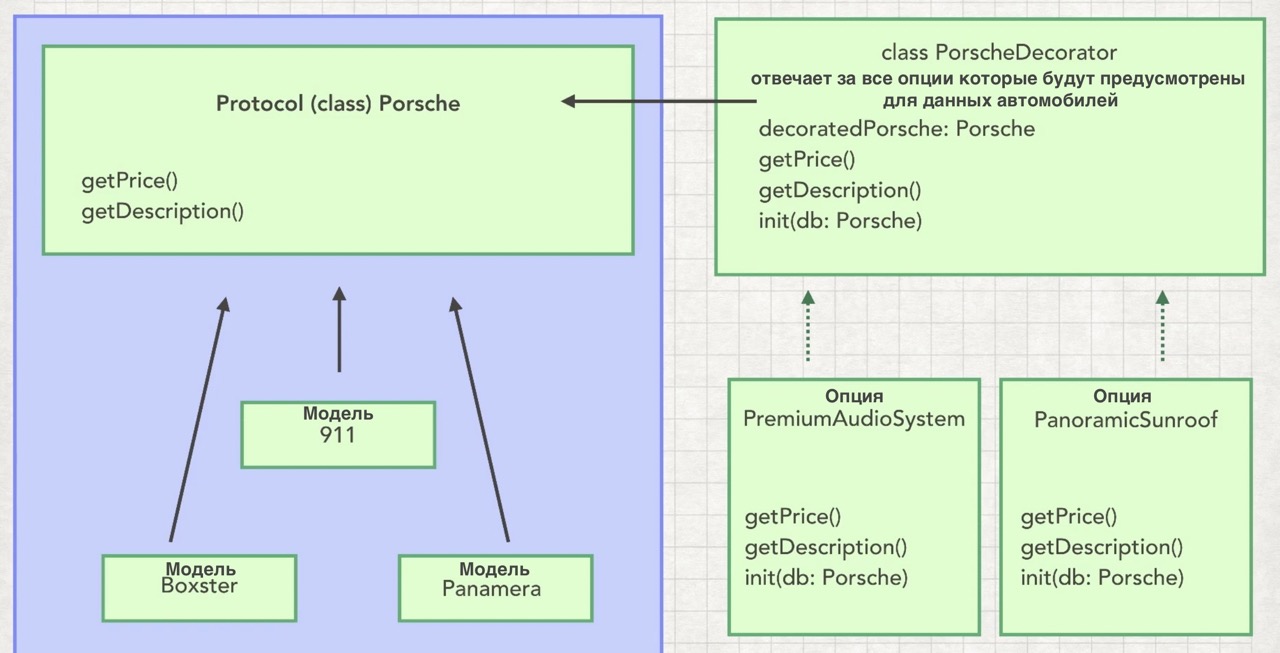 Protocol (class) Porsche
getPrice()
getDescription()
Модель
911
Модель
Boxster
Модель
Panamera
class PorscheDecorator
отвечает за все опции которые будут предусмотрены
для данных автомобилей
decoratedPorsche: Porsche
getPrice()
getDescription()
init(db: Porsche)
Опция
PremiumAudioSystem
getPrice()
getDescription()
init(db: Porsche)
Опция
PanoramicSunroof
getPrice()
getDescription()
init(db: Porsche)